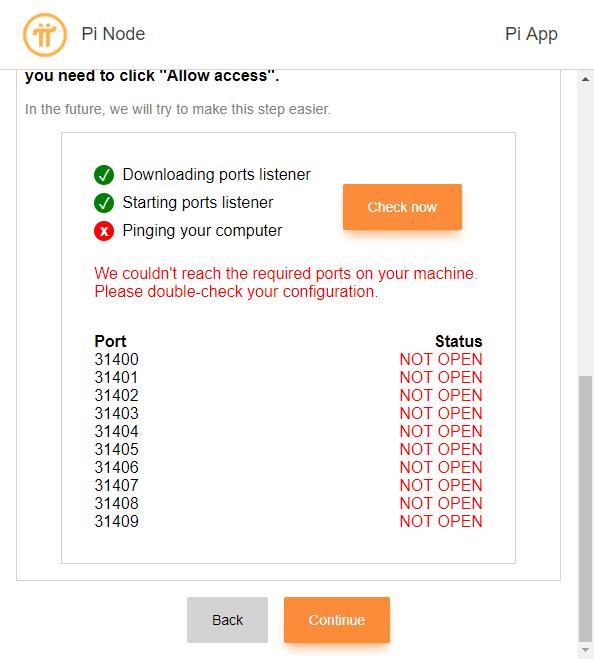 Pi Node
Pi App
you need to click "Allow access".
In the future, we will try to make this step easier.
Downloading ports listener
Starting ports listener
Check now
x Pinging your computer
We couldn't reach the required ports on your machine.
Please double-check your configuration.
Port Status
31400 NOT OPEN
31401 NOT OPEN
31402 NOT OPEN
31403 NOT OPEN
31404 NOT OPEN
31405 NOT OPEN
31406 NOT OPEN
31407 NOT OPEN
31408 NOT OPEN
31409 NOT OPEN
Back
Continue